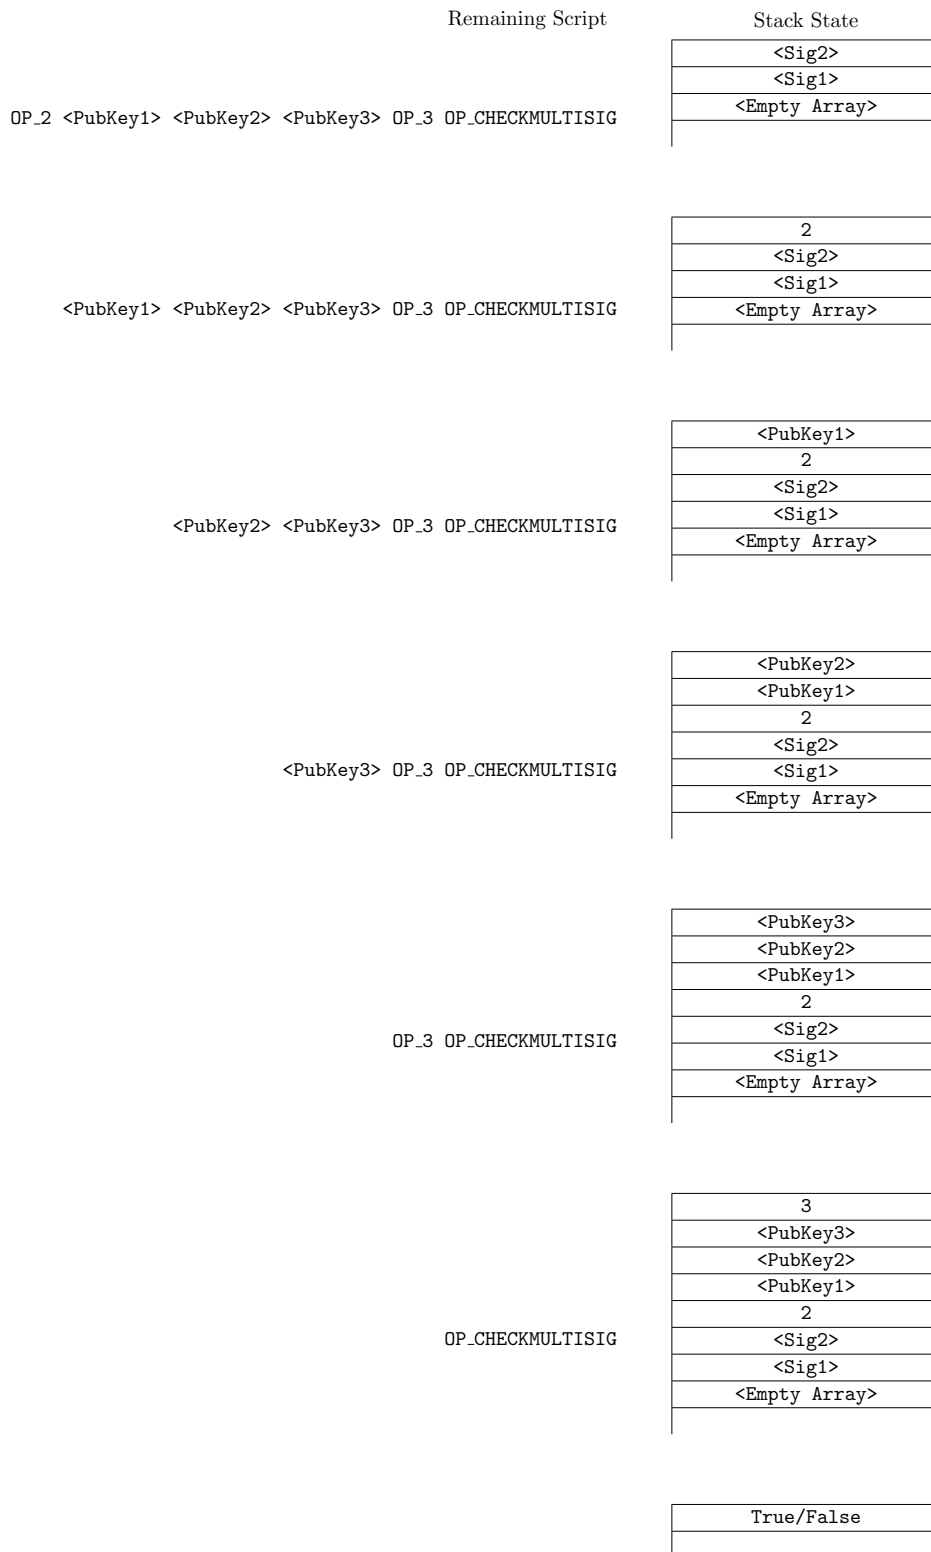 Remaining Script Stack State
<Sig2>
<Sig1>
OP_2 <PubKey1> <PubKey2> <PubKey3> OP_3 OP_CHECKMULTISIG <Empty Array>
2
<Sig2>
<Sig1>
<PubKey1> <PubKey2> <PubKey3> OP_3 OP_CHECKMULTISIG <Empty Array>
<PubKey1>
2
<Sig2>
<Sig1>
<PubKey2> <PubKey3> OP_3 OP_CHECKMULTISIG <Empty Array>
<PubKey2>
<PubKey1>
2
<Sig2>
<PubKey3> OP_3 OP_CHECKMULTISIG <Sig1>
<Empty Array>
<PubKey3>
<PubKey2>
<PubKey1>
2
<Sig2>
OP_3 OP_CHECKMULTISIG <Sig1>
<Empty Array>
3
<PubKey3>
<PubKey2>
<PubKey1>
2
OP_CHECKMULTISIG <Sig2>
<Sig1>
<Empty Array>
True/False